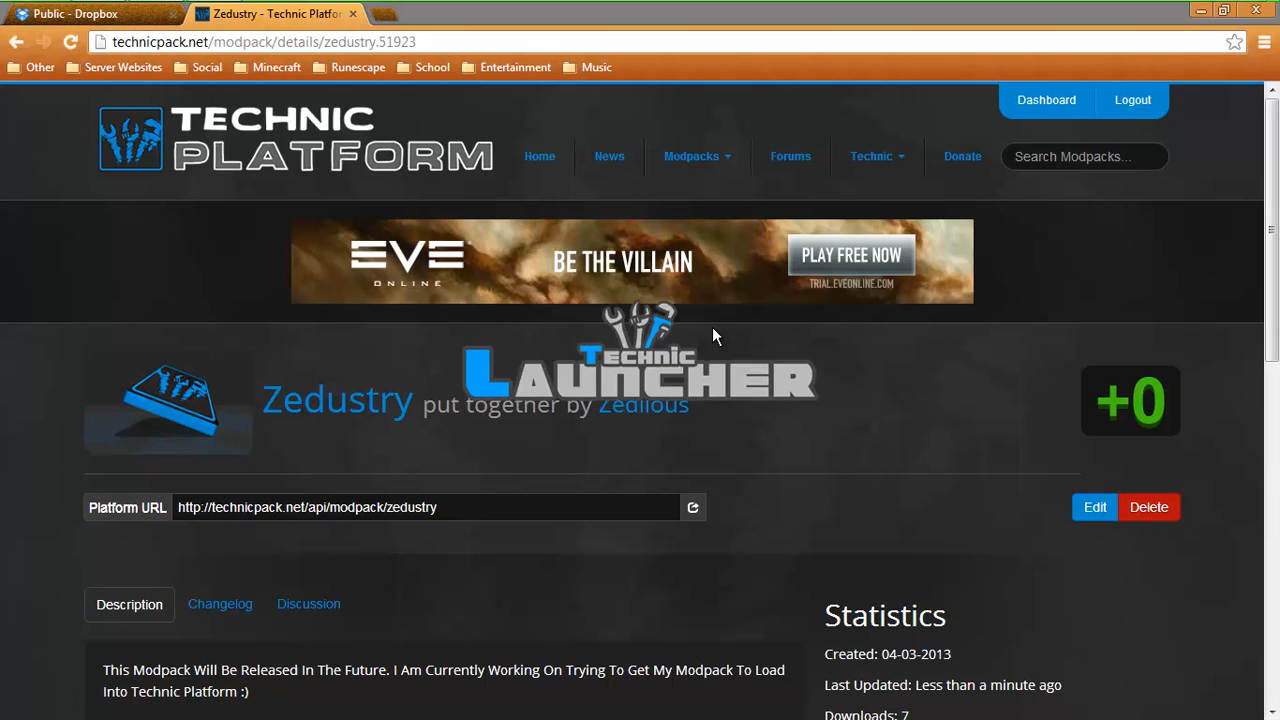 Public - Dropbox
Zedustry - Technic Platfor
technicpack.net/modpack/details/zedustry.51923
Other
Server Websites
Social
Minecraft
Runescape
School
Entertainment
Music
Dashboard
Logout
TECHNIC
PLATFORM
Home
News
Modpacks
Forums
Technic
Donate
Search Modpacks...
EVE
ONLINE
BE THE VILLAIN
PLAY FREE NOW
TRIAL.EVEONLINE.COM
Technic
Launcher
Zedustry put together by Zedilous
+0
Platform URL
http://technicpack.net/api/modpack/zedustry
Edit
Delete
Description
Changelog
Discussion
This Modpack Will Be Released In The Future. I Am Currently Working On Trying To Get My Modpack To Load
Into Technic Platform :)
Statistics
Created: 04-03-2013
Last Updated: Less than a minute ago
Downloads: 7